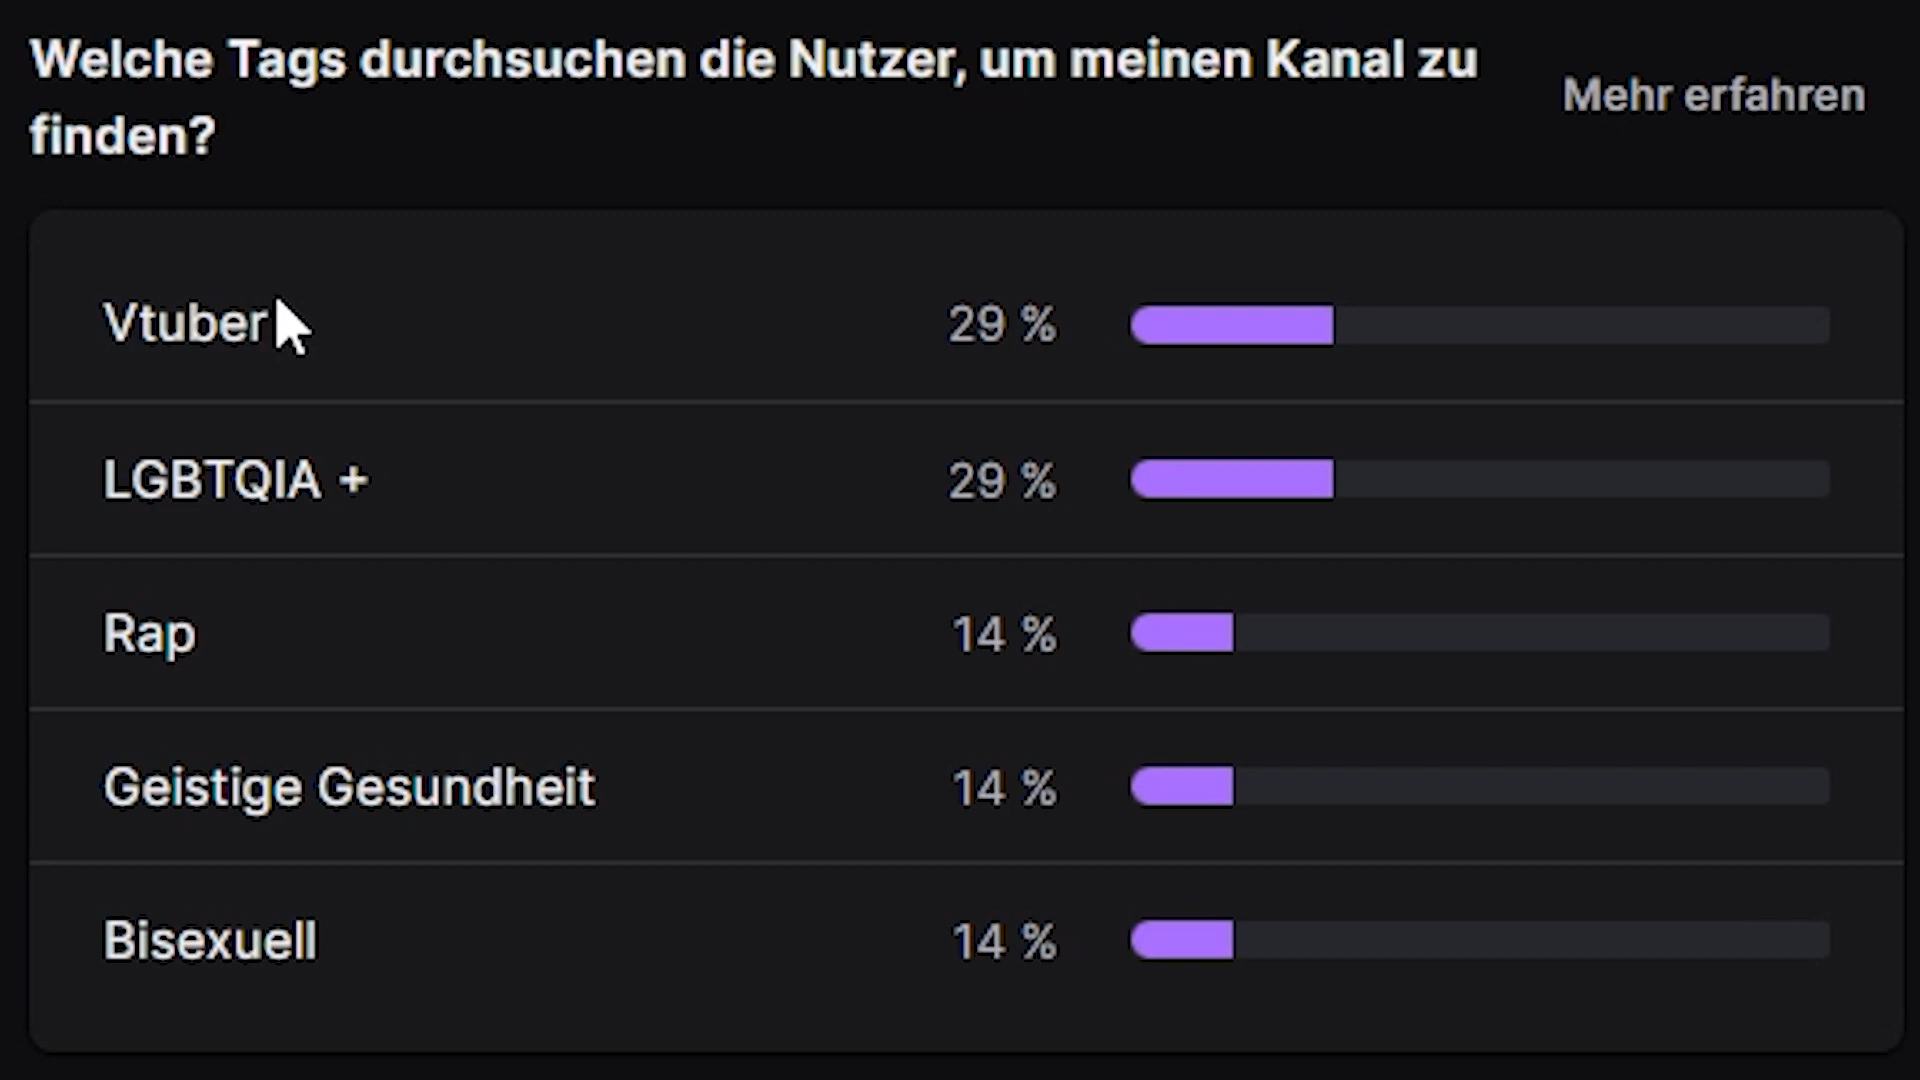 Welche Tags durchsuchen die Nutzer, um meinen Kanal zu
finden?
Mehr erfahren
Vtuber 29 %
LGBTQIA + 29 %
Rap 14 %
Geistige Gesundheit 14 %
Bisexuell 14 %